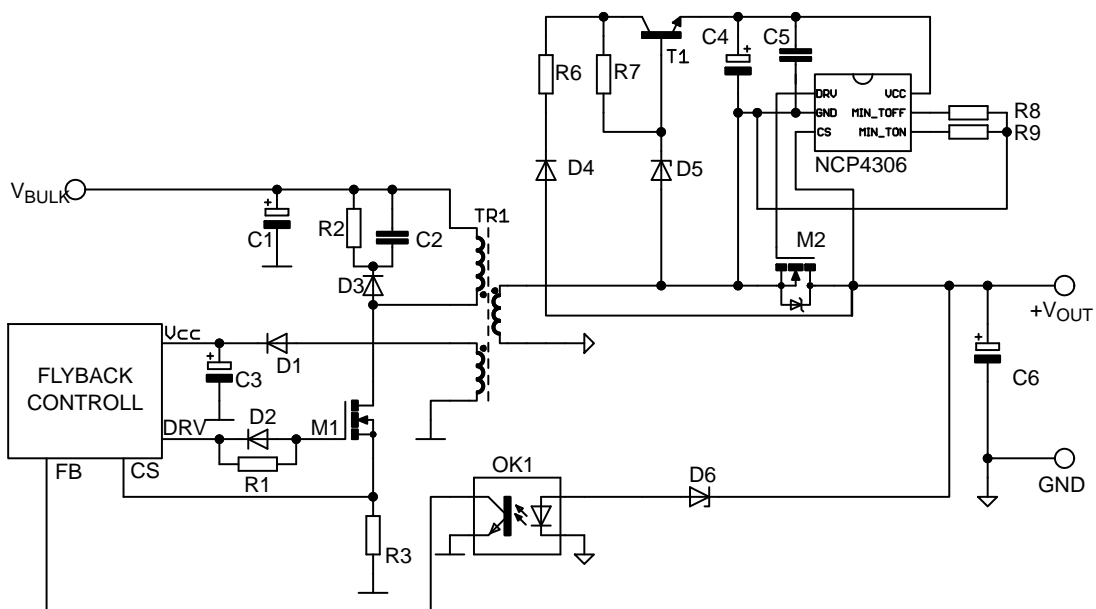 C4
+
C5
T1
R6
R7
DRV
VCC
GND
MIN_TOFF
CS
MIN_TON
R8
R9
NCP4306
D4
D5
VBULK
+
C1
R2
C2
TR1
M2
D3
+VOUT
Vcc
+
C3
D1
+
C6
FLYBACK
CONTROLL
DRV
D2
M1
R1
FB
CS
OK1
D6
GND
R3